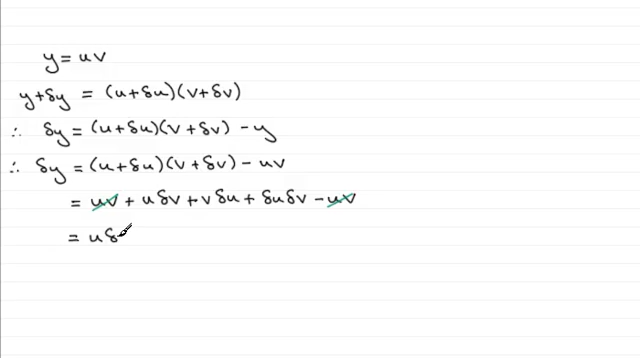 y = uv
y+δy = (u+δu)(v+δv)
∴ δy = (u+δu)(v+δv) - y
∴ δy = (u+δu)(v+δv) - uv
= uv + uδv + vδu + δuδv - uv
= uδ